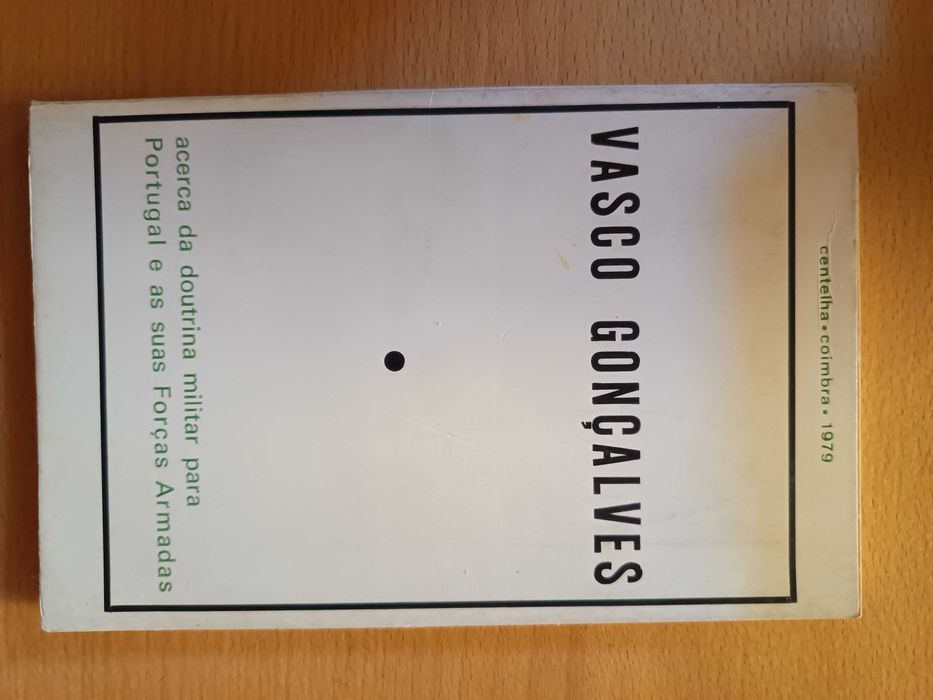 centelha • coimbra • 1979
VASCO GONÇALVES
acerca da doutrina militar para
Portugal e as suas Forças Armadas